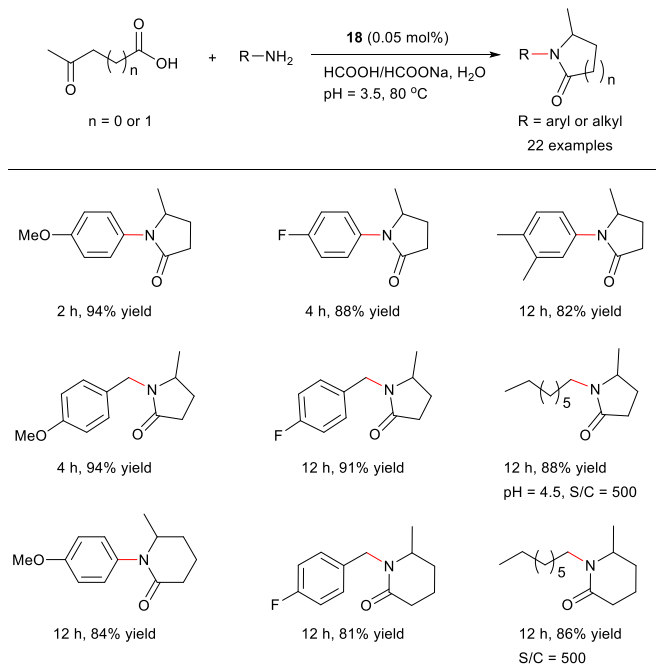 18 (0.05 mol%)
O
OH
O
n
+
R—NH2
HCOOH/HCOONa, H2O
pH = 3.5, 80 oC
R
N
O
n
n = 0 or 1
R = aryl or alkyl
22 examples
MeO
N
O
F
N
O
N
O
2 h, 94% yield
4 h, 88% yield
12 h, 82% yield
MeO
N
O
F
N
O
5
N
O
4 h, 94% yield
12 h, 91% yield
12 h, 88% yield
pH = 4.5, S/C = 500
MeO
N
O
F
N
O
5
N
O
12 h, 84% yield
12 h, 81% yield
12 h, 86% yield
S/C = 500